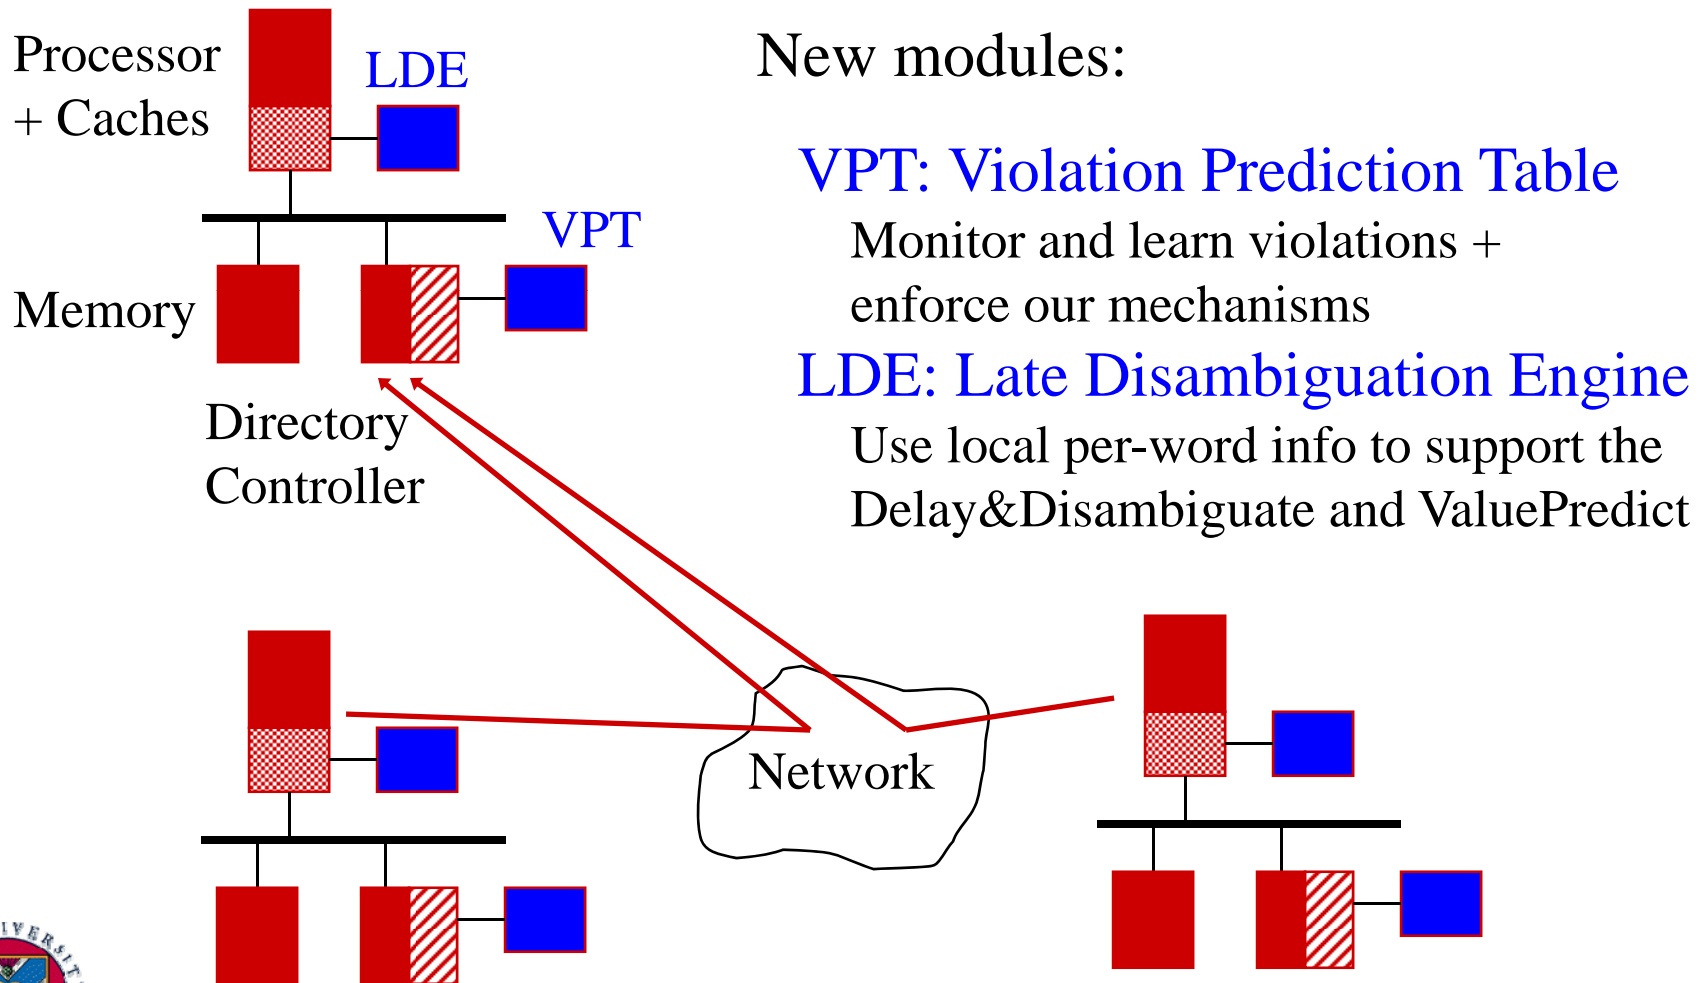 Processor
+ Caches
LDE
VPT
Memory
Directory
Controller
New modules:
VPT: Violation Prediction Table
Monitor and learn violations +
enforce our mechanisms
LDE: Late Disambiguation Engine
Use local per-word info to support the
Delay&Disambiguate and ValuePredict
Network